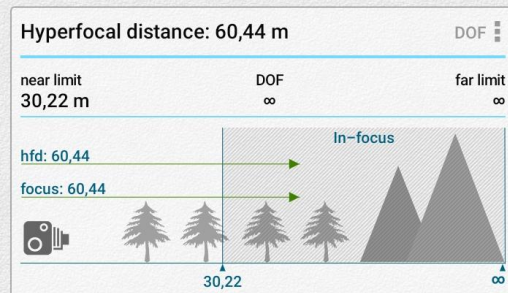 Hyperfocal distance: 60,44 m DOF
near limit DOF far limit
30,22 m ∞ ∞
In-focus
hfd: 60,44
focus: 60,44
30,22 ∞